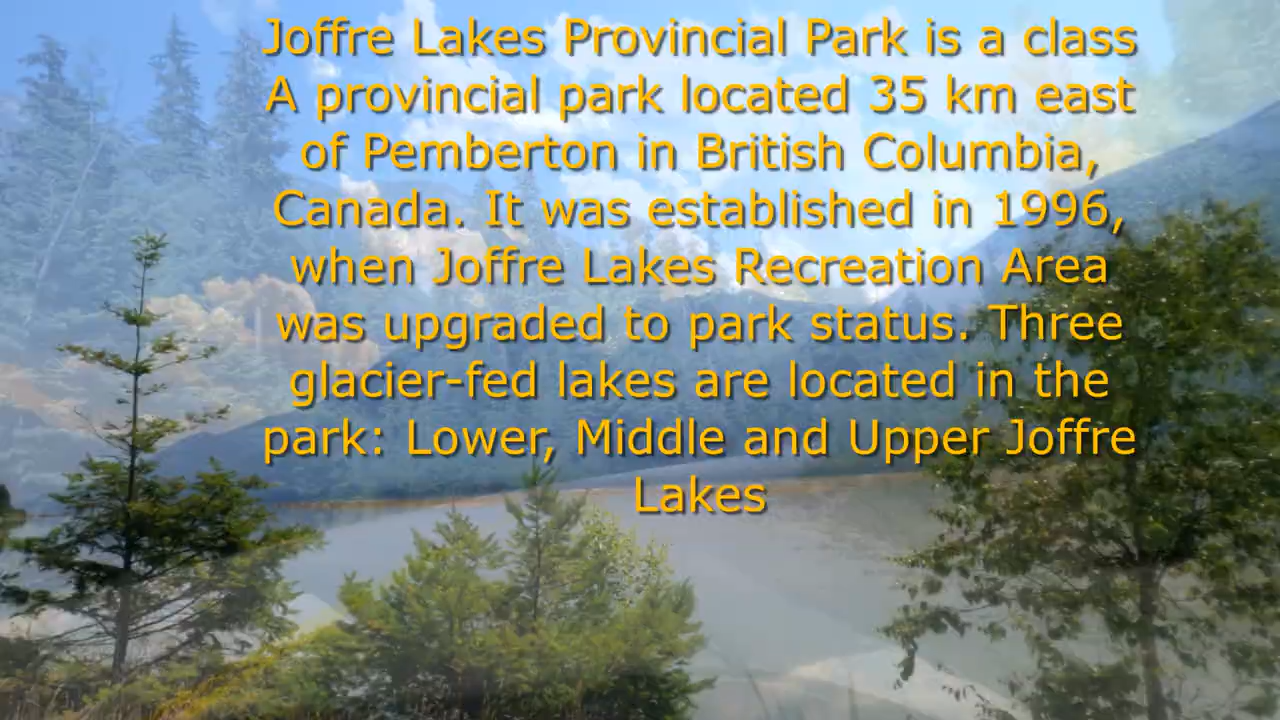 Joffre Lakes Provincial Park is a class
A provincial park located 35 km east
of Pemberton in British Columbia,
Canada. It was established in 1996,
when Joffre Lakes Recreation Area
was upgraded to park status. Three
glacier-fed lakes are located in the
park: Lower, Middle and Upper Joffre
Lakes